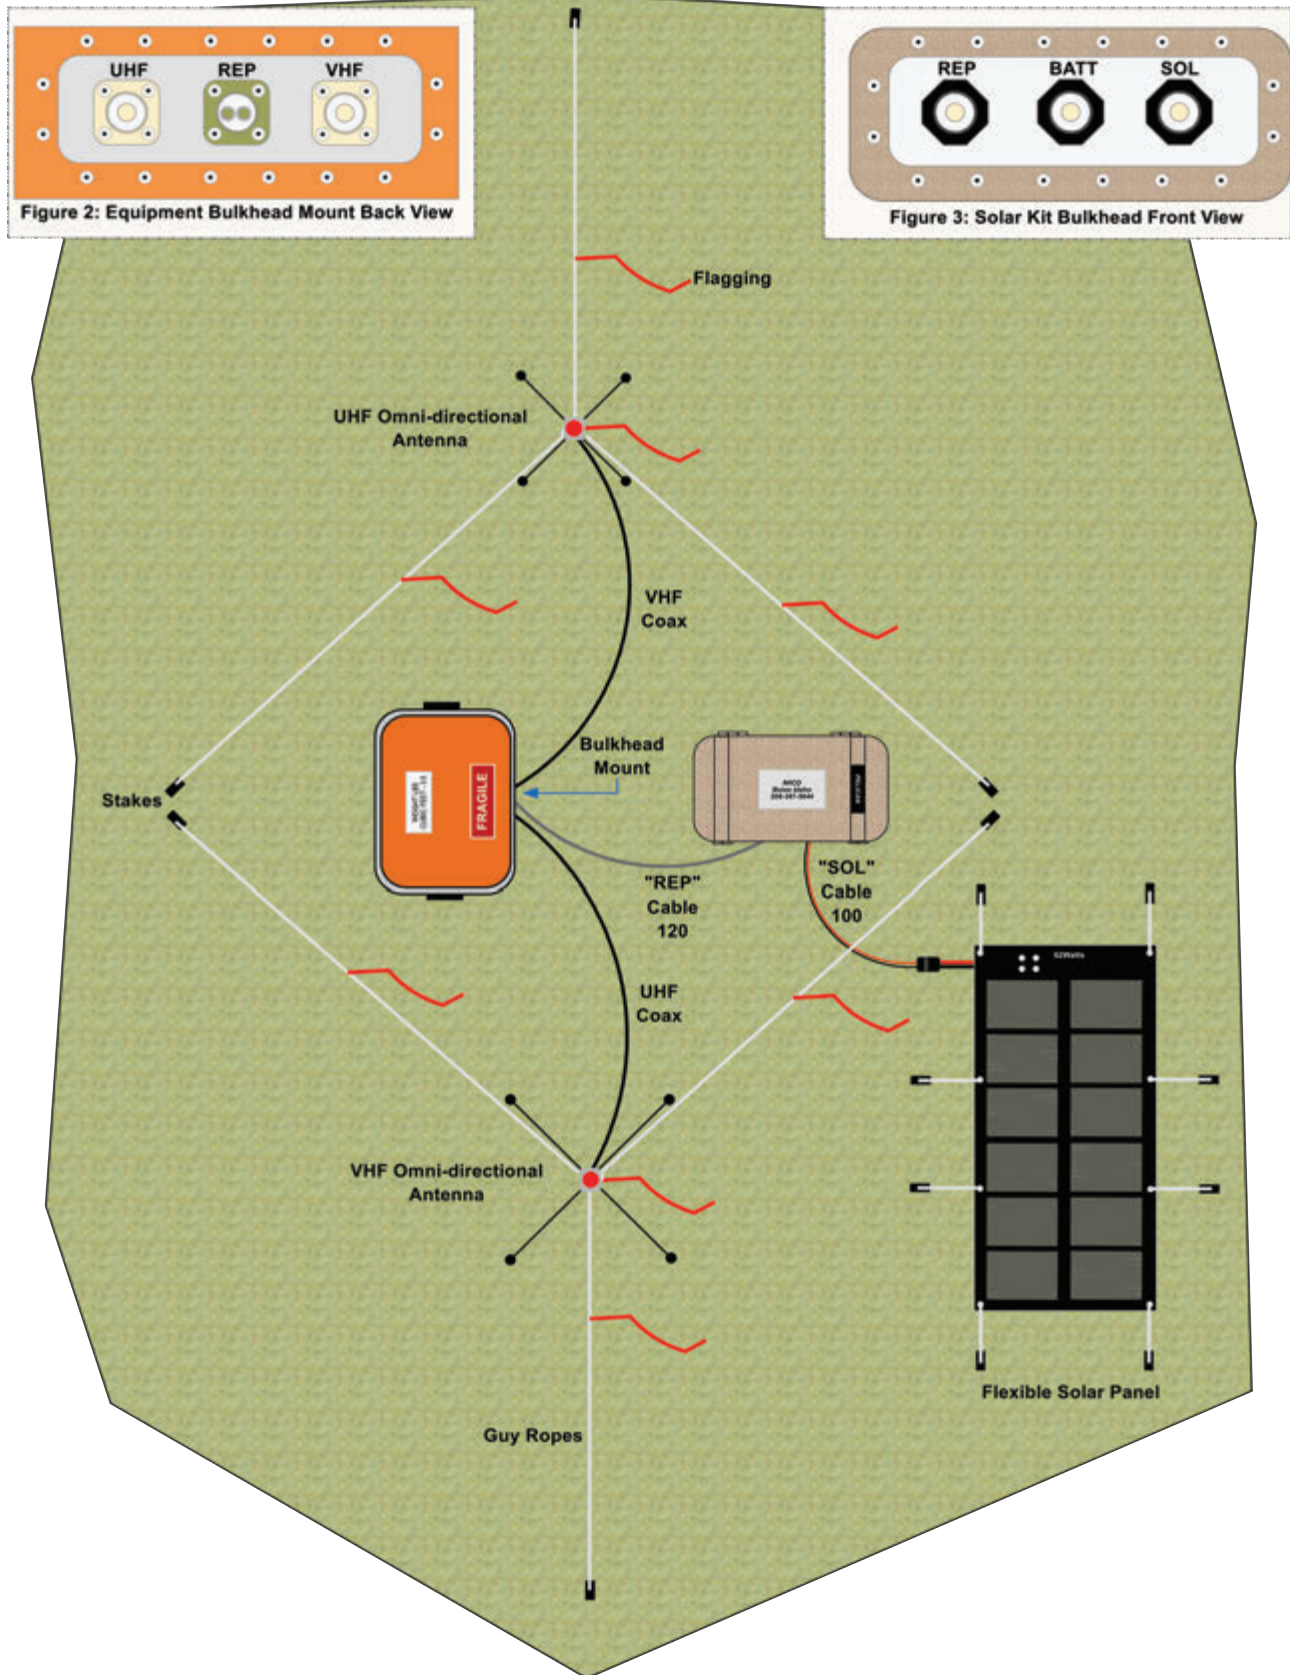 UHF REP VHF
Figure 2: Equipment Bulkhead Mount Back View
REP BATT SOL
Figure 3: Solar Kit Bulkhead Front View
Flagging
UHF Omni-directional
Antenna
VHF
Coax
Bulkhead
Mount
Stakes
FRAGILE
"REP"
Cable
120
"SOL"
Cable
100
UHF
Coax
VHF Omni-directional
Antenna
Guy Ropes
Flexible Solar Panel